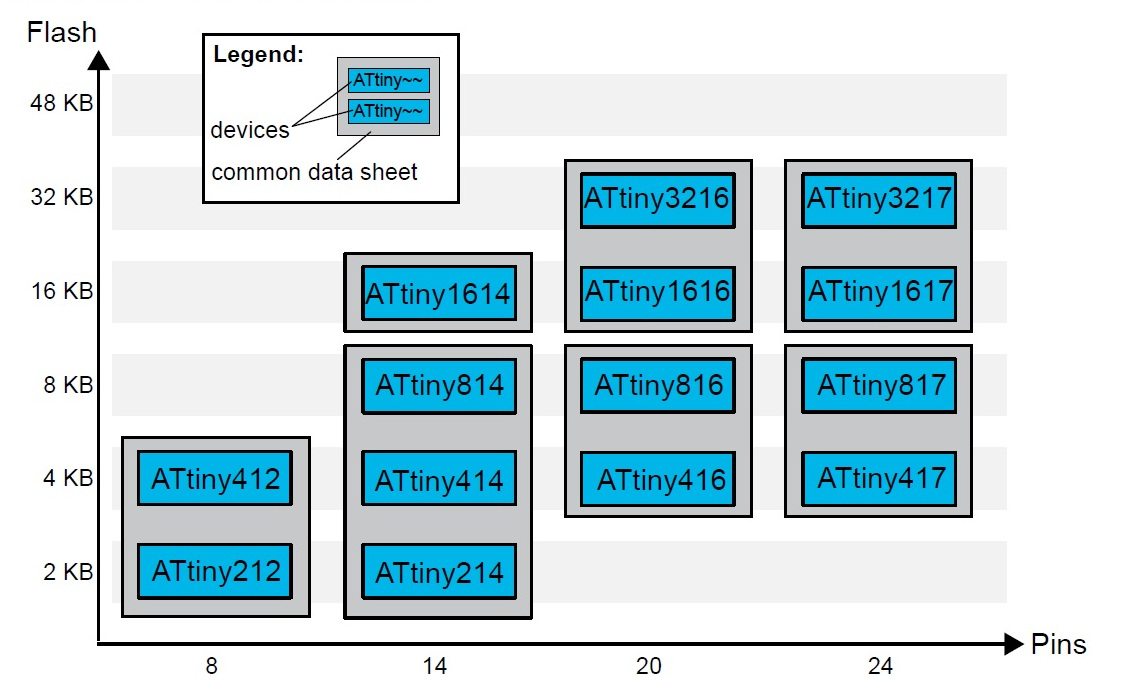 Flash
Legend:
ATtiny~~
ATtiny~~
devices
common data sheet
48 KB
32 KB
ATtiny3216
ATtiny3217
16 KB
ATtiny1614
ATtiny1616
ATtiny1617
8 KB
ATtiny814
ATtiny816
ATtiny817
4 KB
ATtiny412
ATtiny414
ATtiny416
ATtiny417
2 KB
ATtiny212
ATtiny214
Pins
8
14
20
24